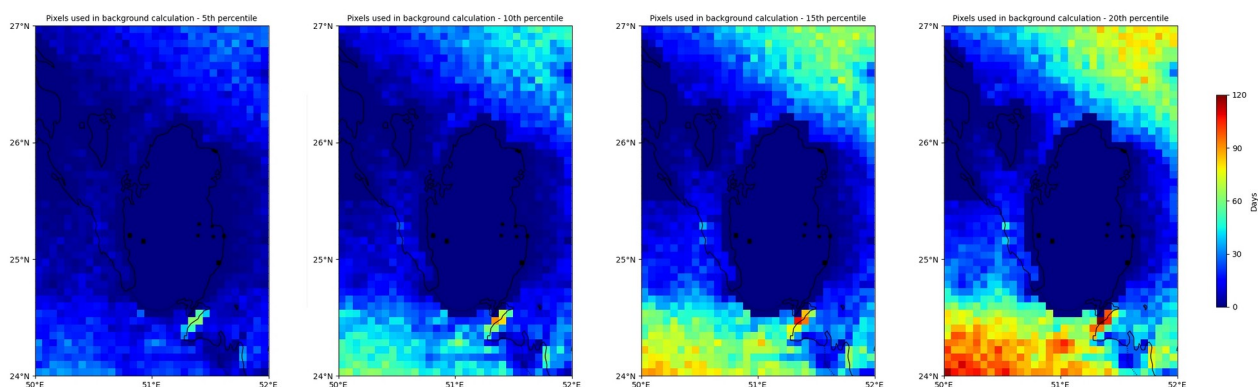 Pixels used in background calculation - 5th percentile
Pixels used in background calculation - 10th percentile
Pixels used in background calculation - 15th percentile
Pixels used in background calculation - 20th percentile
27°N
27°N
27°N
27°N
26°N
26°N
26°N
26°N
25°N
25°N
25°N
25°N
24°N
24°N
24°N
24°N
50°E
51°E
52°E
50°E
51°E
52°E
50°E
51°E
52°E
50°E
51°E
52°E
120
90
60
30
0
Days